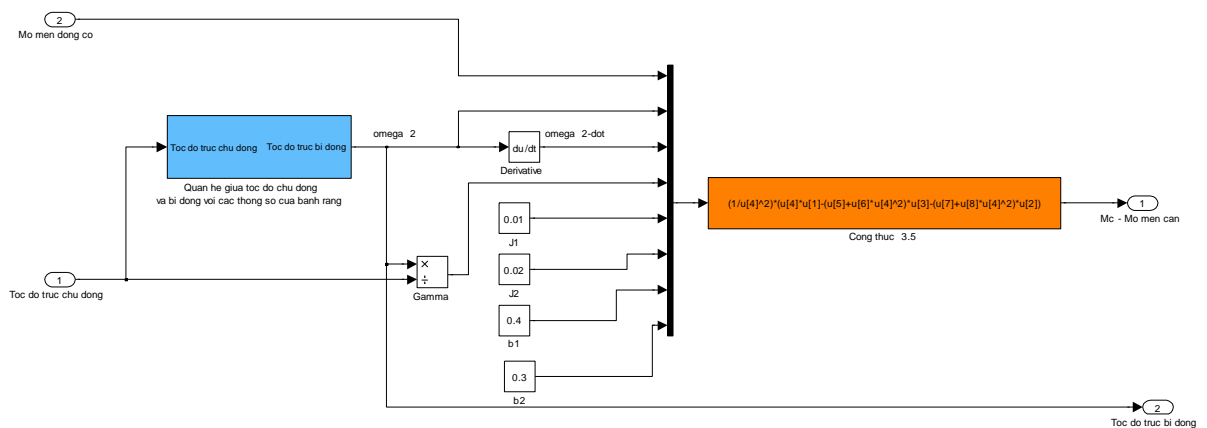 2
Mo men dong co
Toc do truc chu dong
Toc do truc bi dong
Quan he giua toc do chu dong
va bi dong voi cac thong so cua banh rang
omega 2
du/dt
Derivative
omega 2-dot
1
Toc do truc chu dong
×
÷
Gamma
0.01
J1
0.02
J2
0.4
b1
0.3
b2
(1/u[4]^2)*(u[4]*u[1]-(u[5]+u[6]*u[4]^2)*u[3]-(u[7]+u[8]*u[4]^2)*u[2])
Cong thuc 3.5
1
Mc - Mo men can
2
Toc do truc bi dong